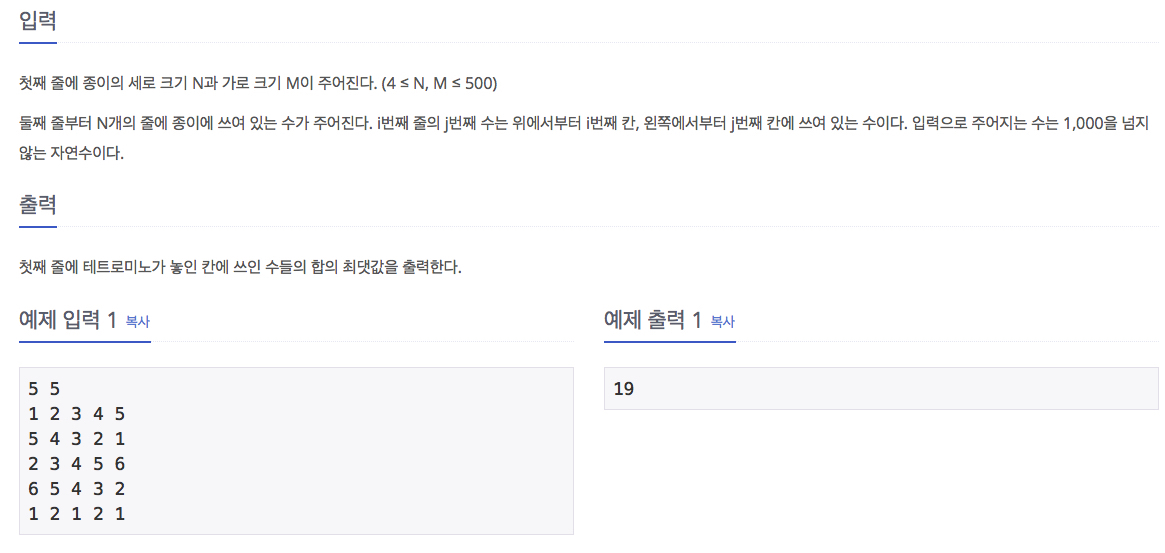 입력
첫째 줄에 종이의 세로 크기 N과 가로 크기 M이 주어진다. (4 ≤ N, M ≤ 500)
둘째 줄부터 N개의 줄에 종이에 쓰여 있는 수가 주어진다. i번째 줄의 j번째 수는 위에서부터 i번째 칸, 왼쪽에서부터 j번째 칸에 쓰여 있는 수이다. 입력으로 주어지는 수는 1,000을 넘지
않는 자연수이다.
출력
첫째 줄에 테트로미노가 놓인 칸에 쓰인 수들의 합의 최댓값을 출력한다.
예제 입력 1 복사
5 5
1 2 3 4 5
5 4 3 2 1
2 3 4 5 6
6 5 4 3 2
1 2 1 2 1
예제 출력 1 복사
19